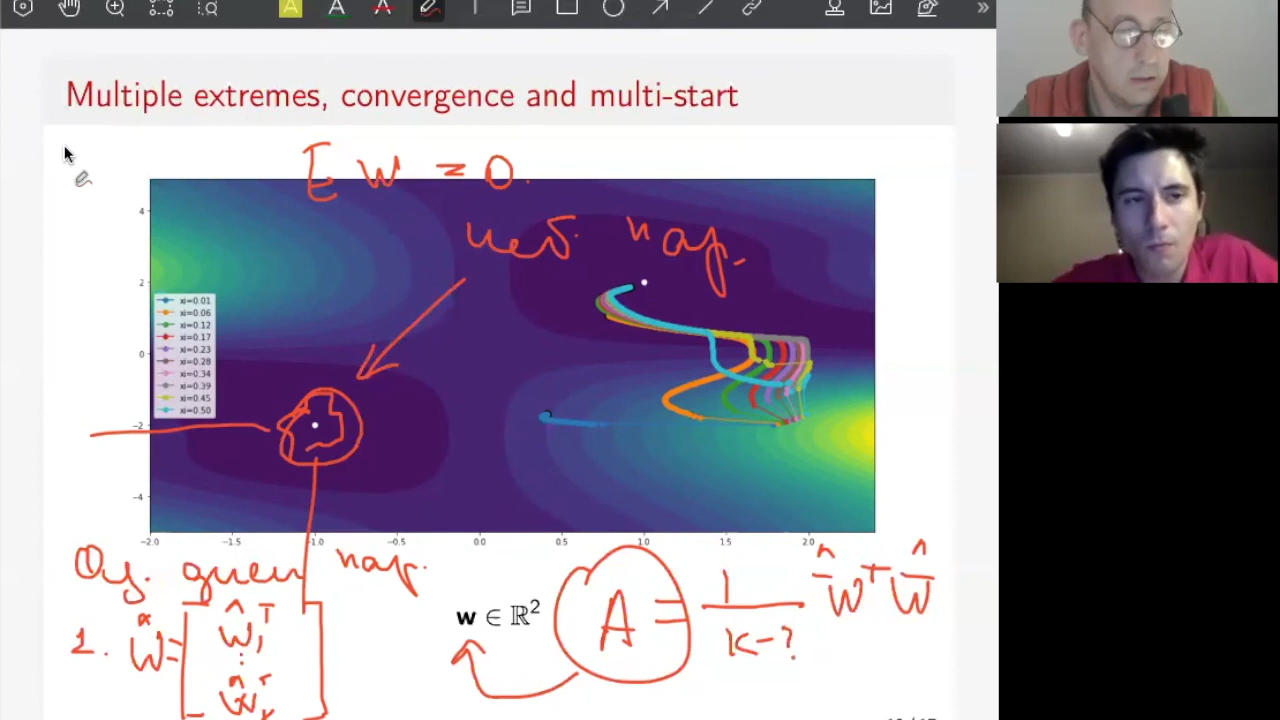 Multiple extremes, convergence and multi-start
E w = 0.
пар.
4
2
0
−2
−4
xi=0.01
xi=0.06
xi=0.12
xi=0.17
xi=0.23
xi=0.28
xi=0.34
xi=0.39
xi=0.45
xi=0.50
−2.0 −1.5 −1.0 −0.5 0.0 0.5 1.0 1.5 2.0
пар.
w ∈ ℝ²
A = 1/(K-?) Ŵᵀ Ŵ
1. Ŵ = [ŵ₁ᵀ
⋮